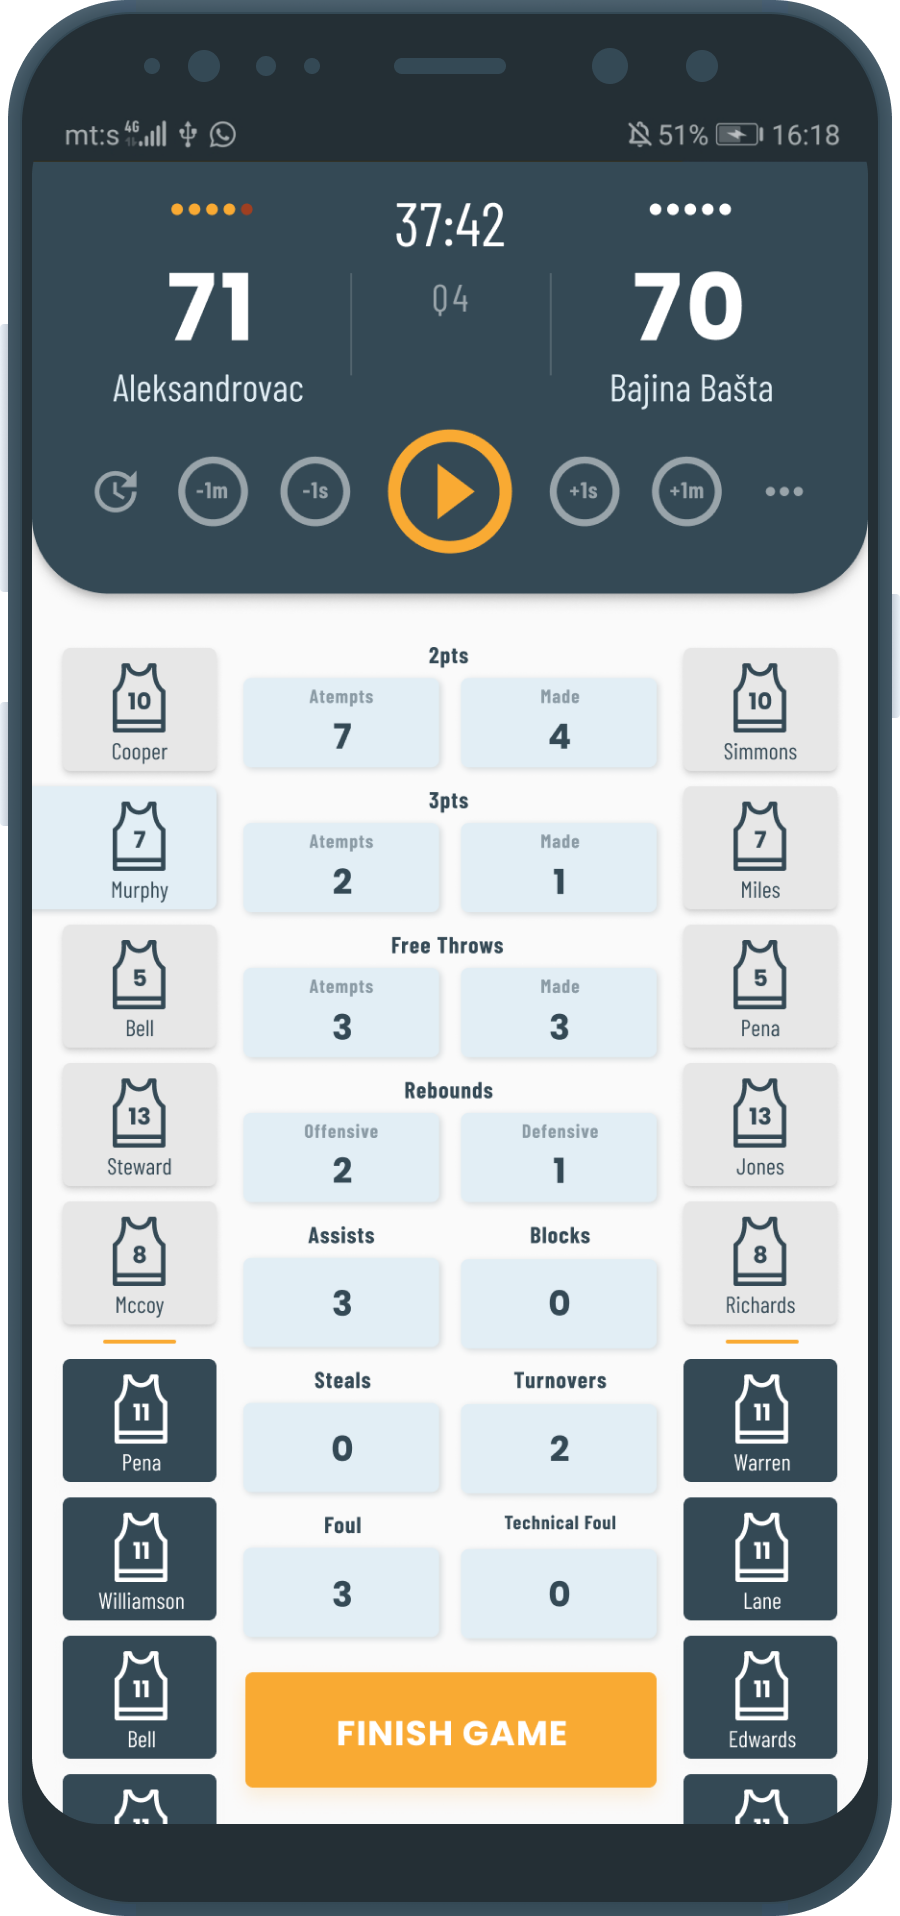 mt:s 4G 51% 16:18
37:42
71 Q4 70
Aleksandrovac Bajina Bašta
-1m -1s +1s +1m
2pts
10 Atempts Made 10
Cooper 7 4 Simmons
3pts
7 Atempts Made 7
Murphy 2 1 Miles
Free Throws
5 Atempts Made 5
Bell 3 3 Pena
Rebounds
13 Offensive Defensive 13
Steward 2 1 Jones
Assists Blocks
8 3 0 8
Mccoy Richards
Steals Turnovers
11 0 2 11
Pena Warren
Foul Technical Foul
11 3 0 11
Williamson Lane
11 11
Bell FINISH GAME Edwards
11 11